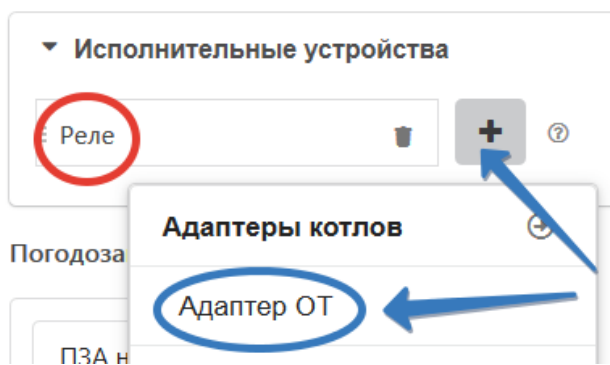 Исполнительные устройства
Реле
Адаптеры котлов
Погодоза
Адаптер ОТ
ПЗА н